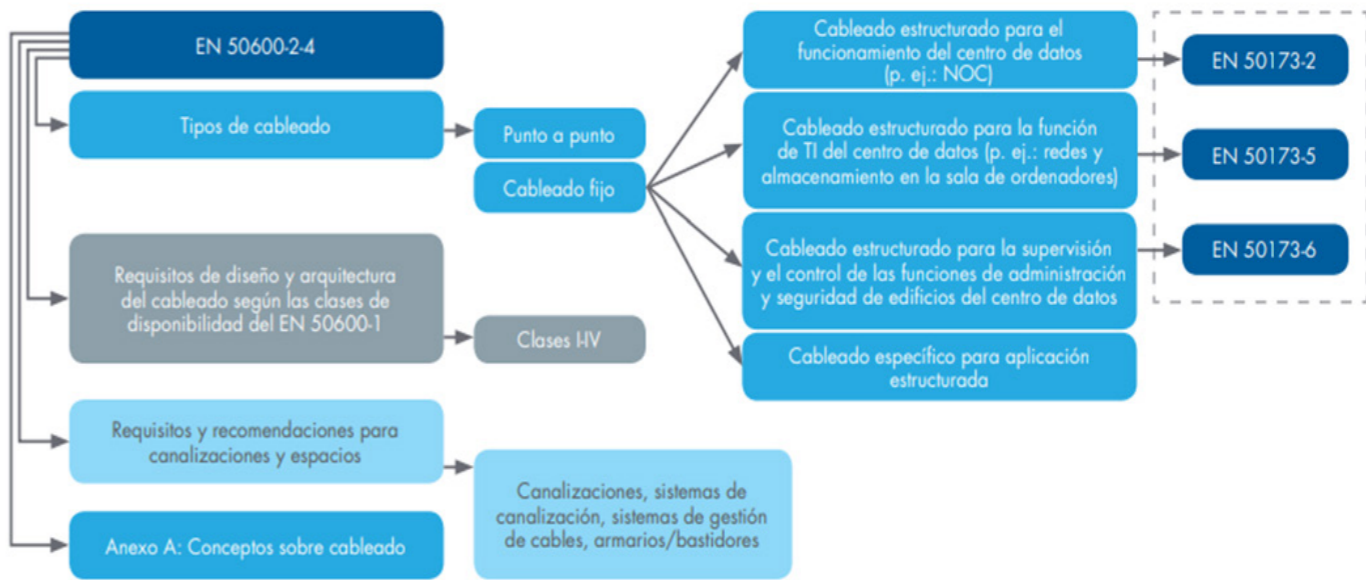 EN 50600-2-4
Tipos de cableado
Punto a punto
Cableado fijo
Cableado estructurado para el
funcionamiento del centro de datos
(p. ej.: NOC)
EN 50173-2
Cableado estructurado para la función
de TI del centro de datos (p. ej.: redes y
almacenamiento en la sala de ordenadores)
EN 50173-5
Cableado estructurado para la supervisión
y el control de las funciones de administración
y seguridad de edificios del centro de datos
EN 50173-6
Cableado específico para aplicación
estructurada
Requisitos de diseño y arquitectura
del cableado según las clases de
disponibilidad del EN 50600-1
Clases I-IV
Requisitos y recomendaciones para
canalizaciones y espacios
Canalizaciones, sistemas de
canalización, sistemas de gestión
de cables, armarios/bastidores
Anexo A: Conceptos sobre cableado